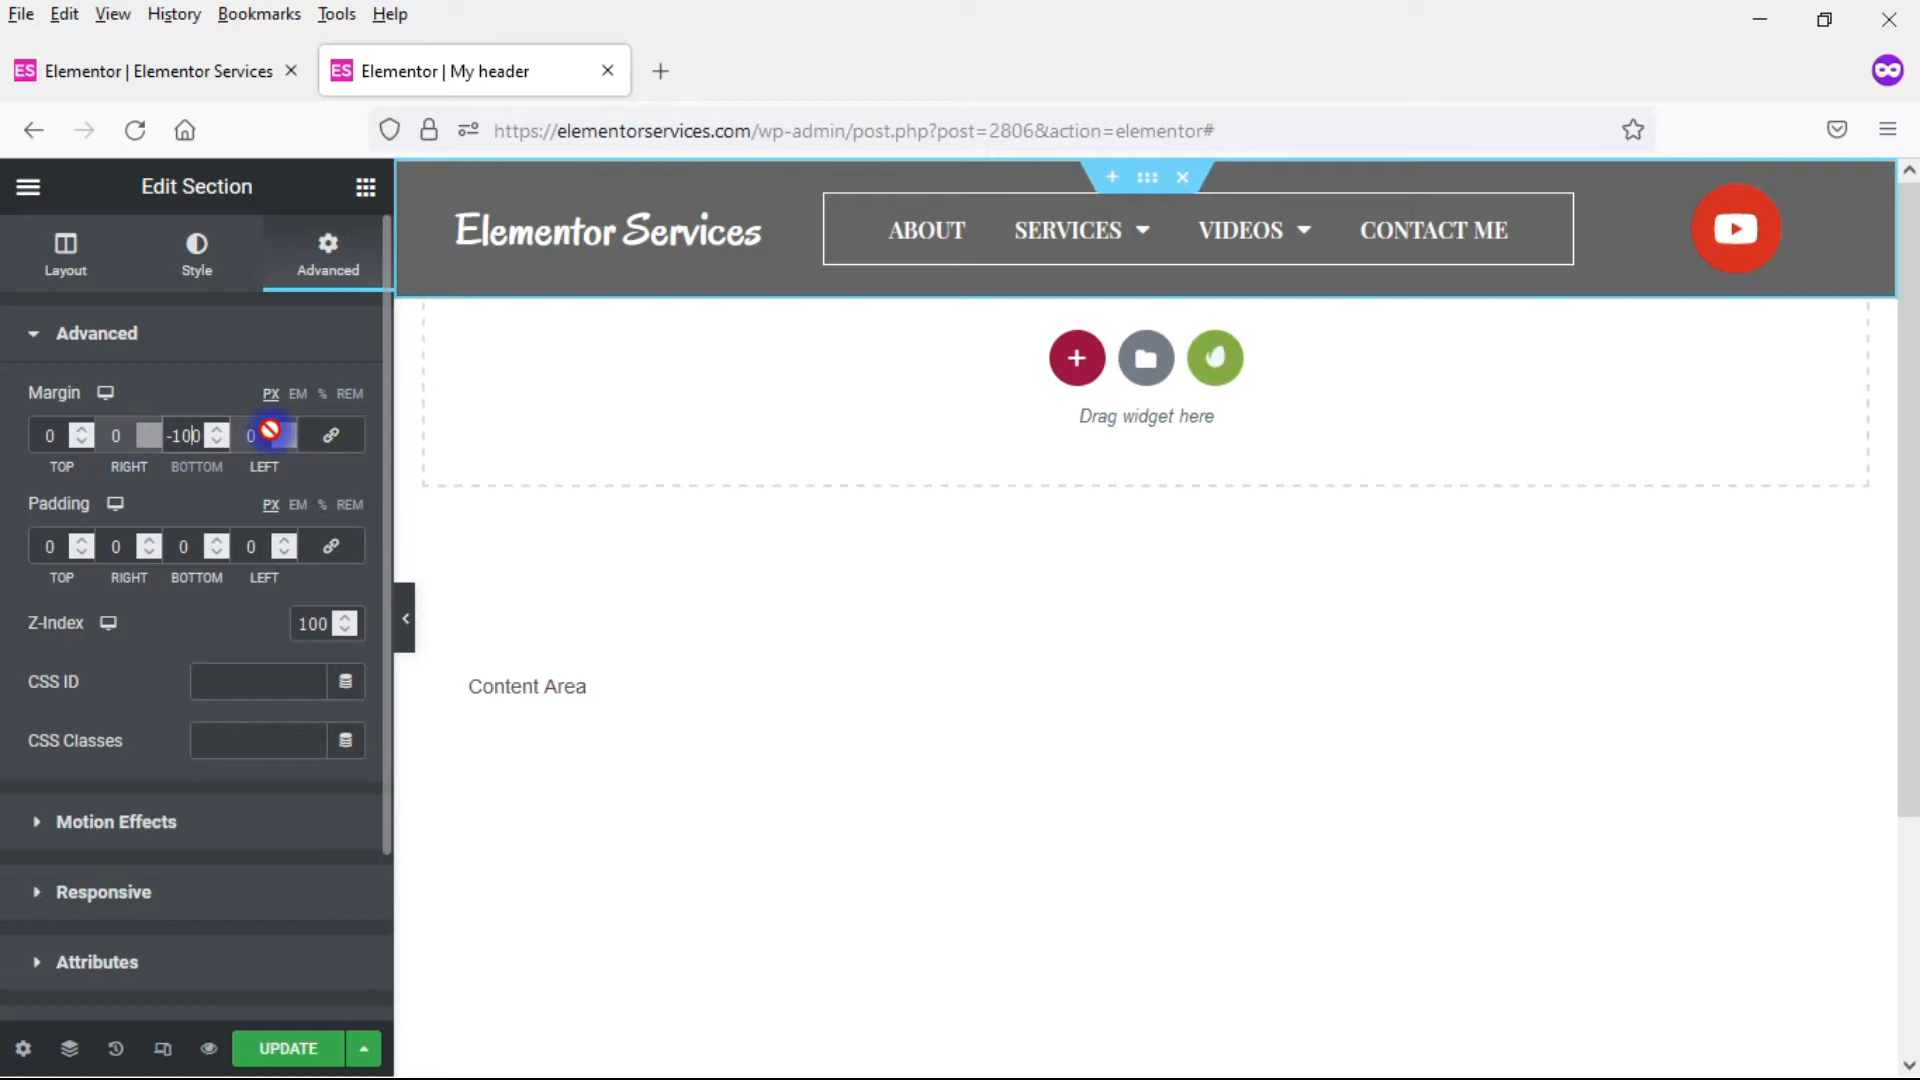 File Edit View History Bookmarks Tools Help
ES Elementor | Elementor Services
ES Elementor | My header
https://elementorservices.com/wp-admin/post.php?post=2806&action=elementor#
Edit Section
Elementor Services
ABOUT SERVICES VIDEOS CONTACT ME
Layout Style Advanced
Advanced
Margin PX EM % REM
0 0 -100 0
TOP RIGHT BOTTOM LEFT
Drag widget here
Padding PX EM % REM
0 0 0 0
TOP RIGHT BOTTOM LEFT
Z-Index 100
CSS ID
Content Area
CSS Classes
Motion Effects
Responsive
Attributes
UPDATE